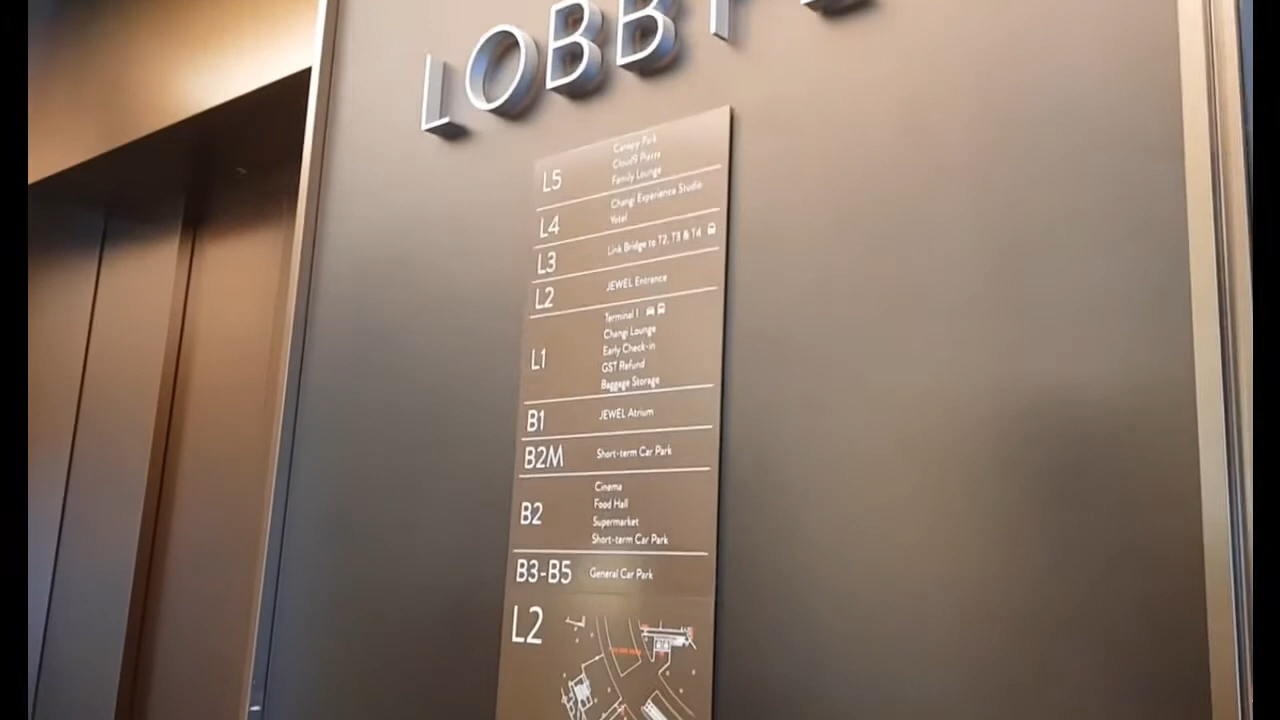 LOBBY
L5
Canopy Park
Cloud9 Piazza
Family Lounge
L4
Changi Experience Studio
Yotel
L3
Link Bridge to T2, T3 & T4
L2
JEWEL Entrance
L1
Terminal 1
Changi Lounge
Early Check-in
GST Refund
Baggage Storage
B1
JEWEL Atrium
B2M
Short-term Car Park
B2
Cinema
Food Hall
Supermarket
Short-term Car Park
B3-B5
General Car Park
L2